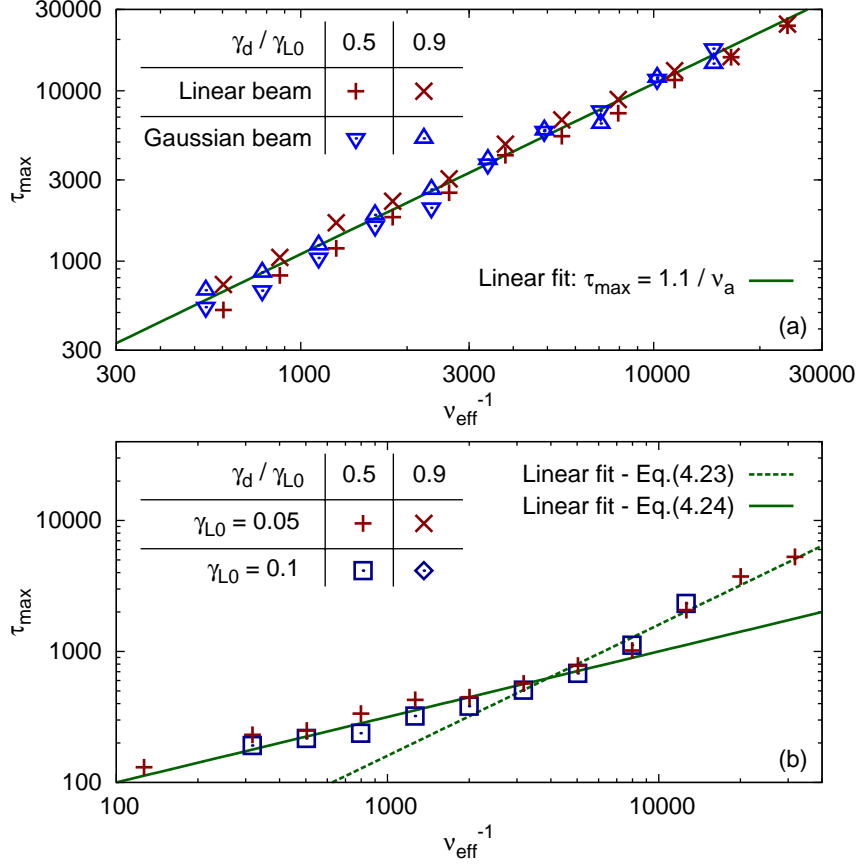 30000
10000
3000
1000
300
τmax
γd / γL0 0.5 0.9
Linear beam
Gaussian beam
Linear fit: τmax = 1.1 / νa
(a)
300 1000 3000 10000 30000
νeff-1
10000
1000
100
τmax
γd / γL0 0.5 0.9
γL0 = 0.05
γL0 = 0.1
Linear fit - Eq.(4.23)
Linear fit - Eq.(4.24)
(b)
100 1000 10000
νeff-1